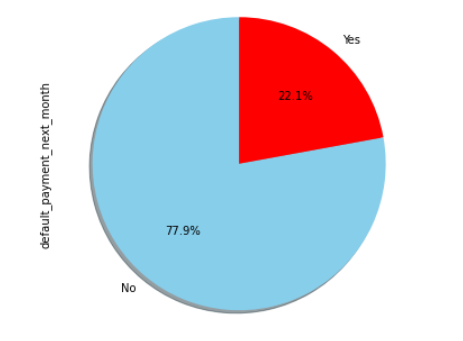 Yes
22.1%
default_payment_next_month
77.9%
No